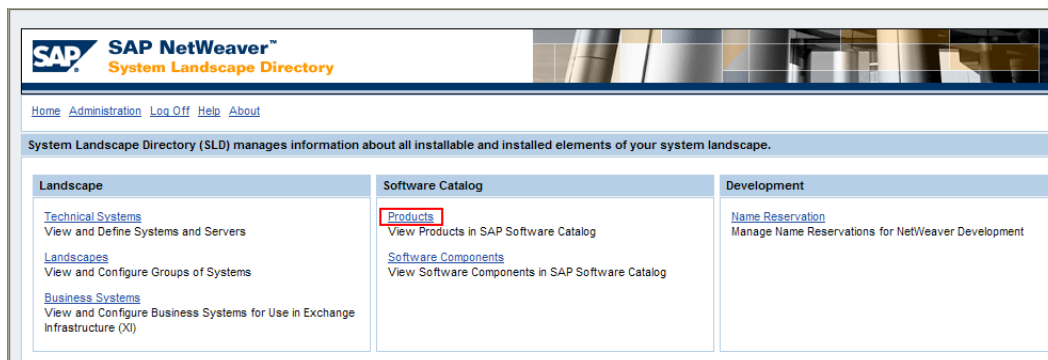 SAP
SAP NetWeaver™
System Landscape Directory
Home Administration Log Off Help About
System Landscape Directory (SLD) manages information about all installable and installed elements of your system landscape.
Landscape
Technical Systems
View and Define Systems and Servers
Landscapes
View and Configure Groups of Systems
Business Systems
View and Configure Business Systems for Use in Exchange
Infrastructure (XI)
Software Catalog
Products
View Products in SAP Software Catalog
Software Components
View Software Components in SAP Software Catalog
Development
Name Reservation
Manage Name Reservations for NetWeaver Development